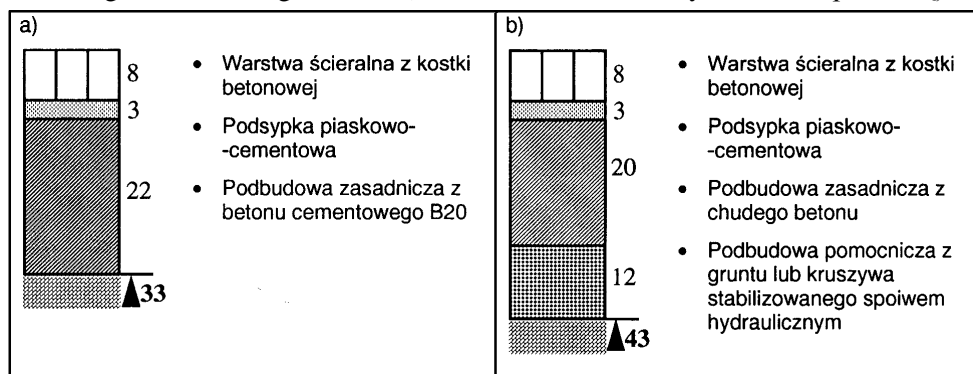 a)
8
3
22
33
• Warstwa ścieralna z kostki
betonowej
• Podsypka piaskowo-
-cementowa
• Podbudowa zasadnicza z
betonu cementowego B20
b)
8
3
20
12
43
• Warstwa ścieralna z kostki
betonowej
• Podsypka piaskowo-
-cementowa
• Podbudowa zasadnicza z
chudego betonu
• Podbudowa pomocnicza z
gruntu lub kruszywa
stabilizowanego spoiwem
hydraulicznym